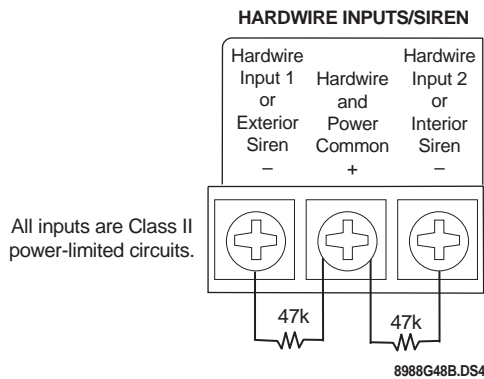 HARDWIRE INPUTS/SIREN
Hardwire
Input 1
or
Exterior
Siren
–
Hardwire
and
Power
Common
+
Hardwire
Input 2
or
Interior
Siren
–
All inputs are Class II
power-limited circuits.
47k
47k
8988G48B.DS4